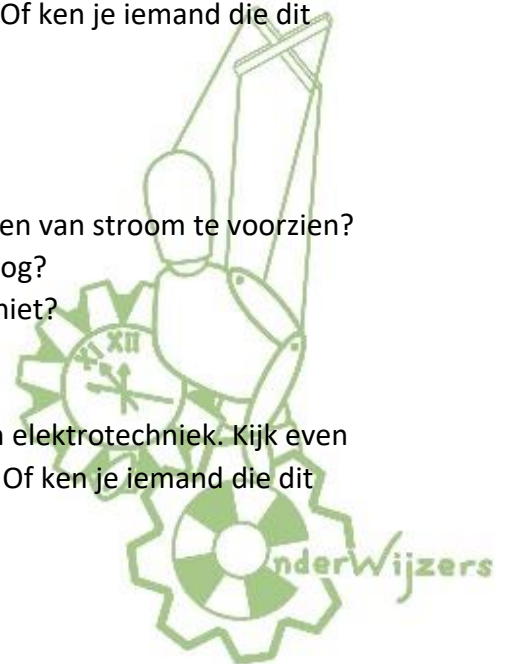 Of ken je iemand die dit
en van stroom te voorzien?
og?
niet?
XI XII
elektrotechniek. Kijk even
Of ken je iemand die dit
nderWijzers